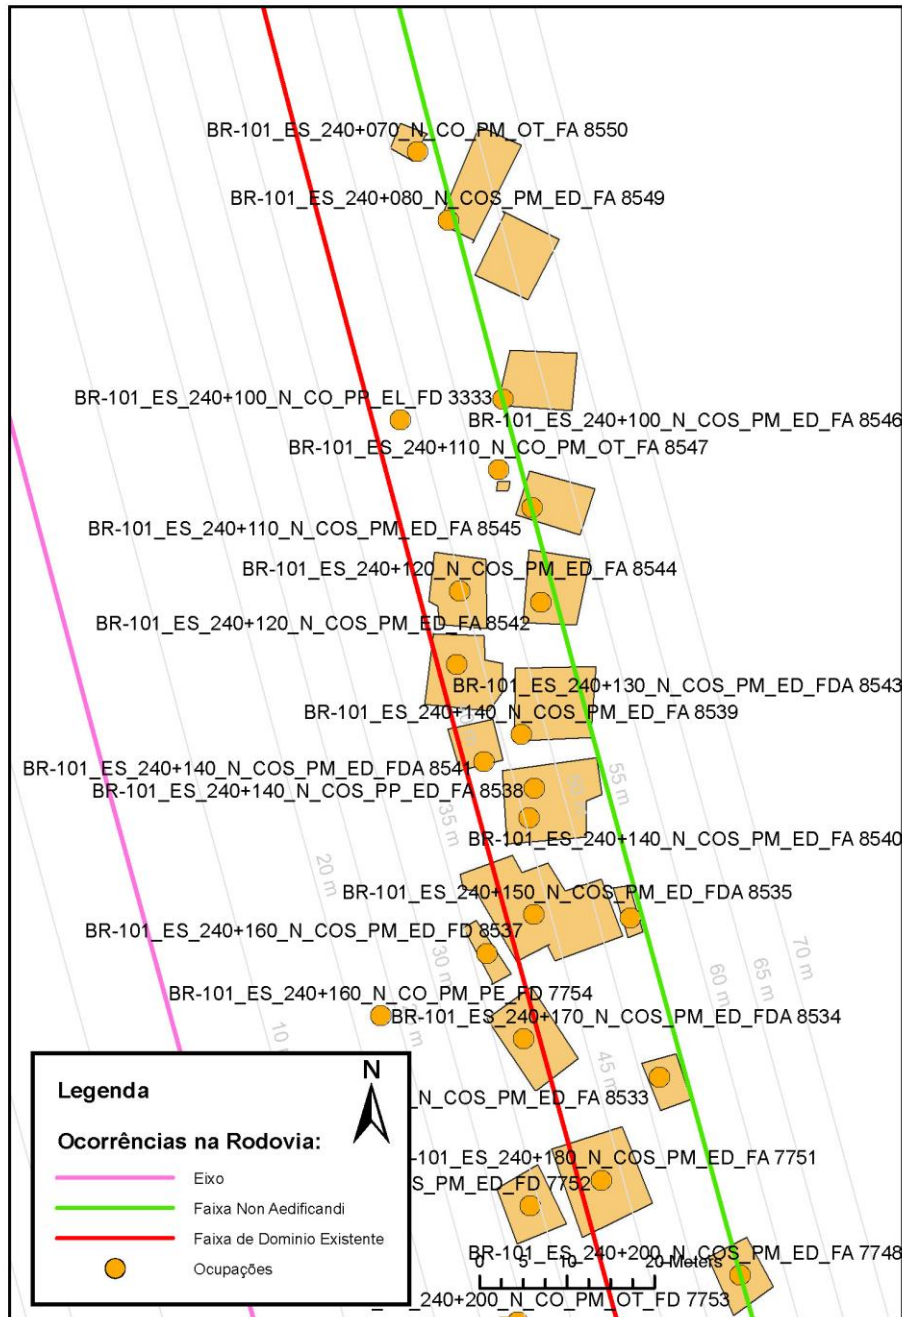 BR-101_ES_240+070_N_CO_PM_OT_FA 8550
BR-101_ES_240+080_N_COS_PM_ED_FA 8549
BR-101_ES_240+100_N_CO_PP_EL_FD 3333
BR-101_ES_240+100_N_COS_PM_ED_FA 8546
BR-101_ES_240+110_N_CO_PM_OT_FA 8547
BR-101_ES_240+110_N_COS_PM_ED_FA 8545
BR-101_ES_240+120_N_COS_PM_ED_FA 8544
BR-101_ES_240+120_N_COS_PM_ED_FA 8542
BR-101_ES_240+130_N_COS_PM_ED_FDA 8543
BR-101_ES_240+140_N_COS_PM_ED_FA 8539
BR-101_ES_240+140_N_COS_PM_ED_FDA 8541
55 m
BR-101_ES_240+140_N_COS_PP_ED_FA 8538
35 m
BR-101_ES_240+140_N_COS_PM_ED_FA 8540
20 m
BR-101_ES_240+150_N_COS_PM_ED_FDA 8535
BR-101_ES_240+160_N_COS_PM_ED_FD 8537
70 m
30 m
65 m
60 m
BR-101_ES_240+160_N_CO_PM_PE_FD 7754
BR-101_ES_240+170_N_COS_PM_ED_FDA 8534
10 m
45 m
N_COS_PM_ED_FA 8533
-101_ES_240+180_N_COS_PM_ED_FA 7751
S_PM_ED_FD 7752
BR-101_ES_240+200_N_COS_PM_ED_FA 7748
0 5 10 20 Meters
_240+200_N_CO_PM_OT_FD 7753
N
Legenda
Ocorrências na Rodovia:
Eixo
Faixa Non Aedificandi
Faixa de Dominio Existente
Ocupações